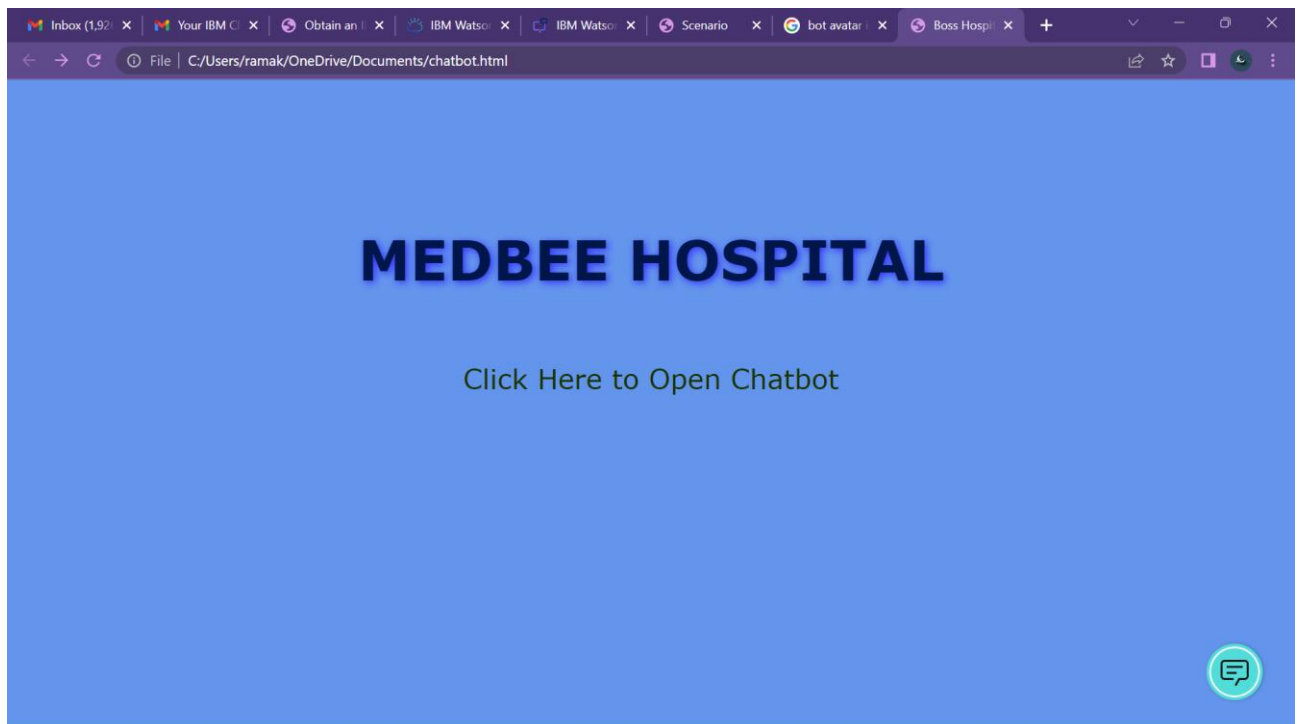 Inbox (1,92 Your IBM C Obtain an IBM Watso IBM Watso Scenario bot avatar Boss Hospi
File C:/Users/ramak/OneDrive/Documents/chatbot.html
MEDBEE HOSPITAL
Click Here to Open Chatbot